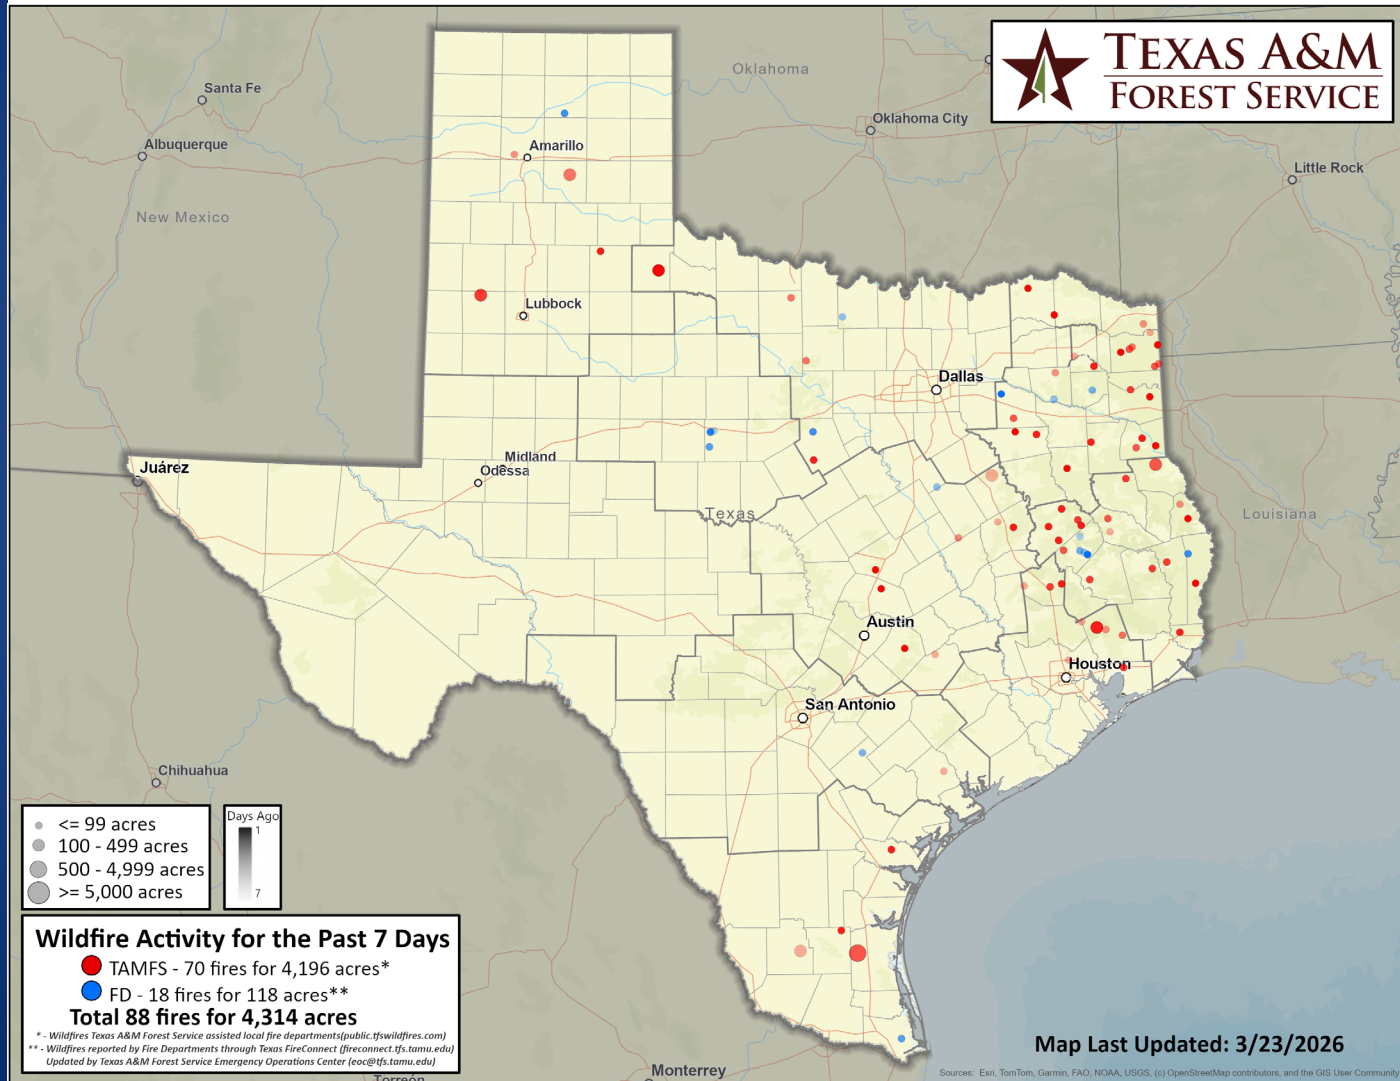 TEXAS A&M
FOREST SERVICE
Oklahoma
Santa Fe
Oklahoma City
Albuquerque
Amarillo
Little Rock
New Mexico
Lubbock
Dallas
Juárez
Midland
Odessa
Texas
Louisiana
Austin
Houston
San Antonio
Chihuahua
<= 99 acres
100 - 499 acres
500 - 4,999 acres
>= 5,000 acres
Days Ago
1
7
Wildfire Activity for the Past 7 Days
TAMFS - 70 fires for 4,196 acres*
FD - 18 fires for 118 acres**
Total 88 fires for 4,314 acres
* - Wildfires Texas A&M Forest Service assisted local fire departments(public.tfswildfires.com)
** - Wildfires reported by Fire Departments through Texas FireConnect (fireconnect.tfs.tamu.edu)
Updated by Texas A&M Forest Service Emergency Operations Center (eoc@tfs.tamu.edu)
Map Last Updated: 3/23/2026
Monterrey
Torreón
Sources: Esri, TomTom, Garmin, FAO, NOAA, USGS, (c) OpenStreetMap contributors, and the GIS User Community